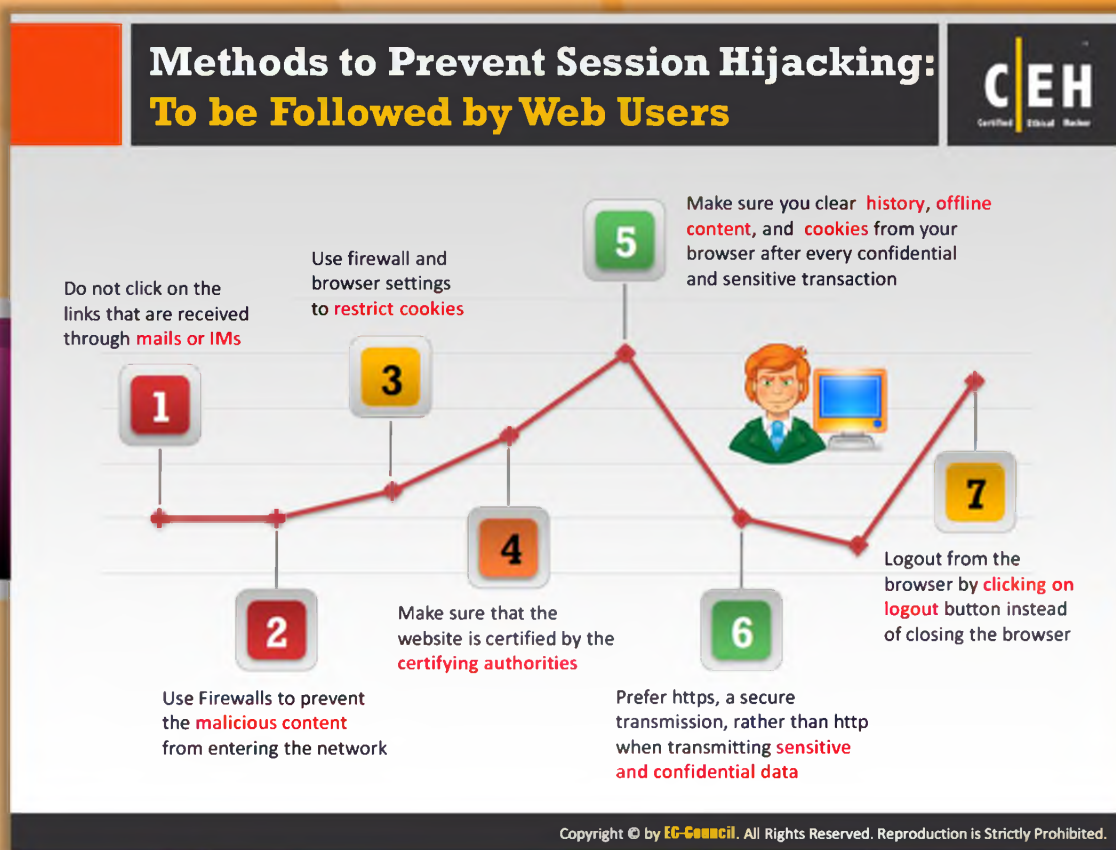 Methods to Prevent Session Hijacking:
To be Followed by Web Users
CEH
Certified Ethical Hacker
1
Do not click on the
links that are received
through mails or IMs
2
Use Firewalls to prevent
the malicious content
from entering the network
3
Use firewall and
browser settings
to restrict cookies
4
Make sure that the
website is certified by the
certifying authorities
5
Make sure you clear history, offline
content, and cookies from your
browser after every confidential
and sensitive transaction
6
Prefer https, a secure
transmission, rather than http
when transmitting sensitive
and confidential data
7
Logout from the
browser by clicking on
logout button instead
of closing the browser
Copyright © by EC-Council. All Rights Reserved. Reproduction is Strictly Prohibited.